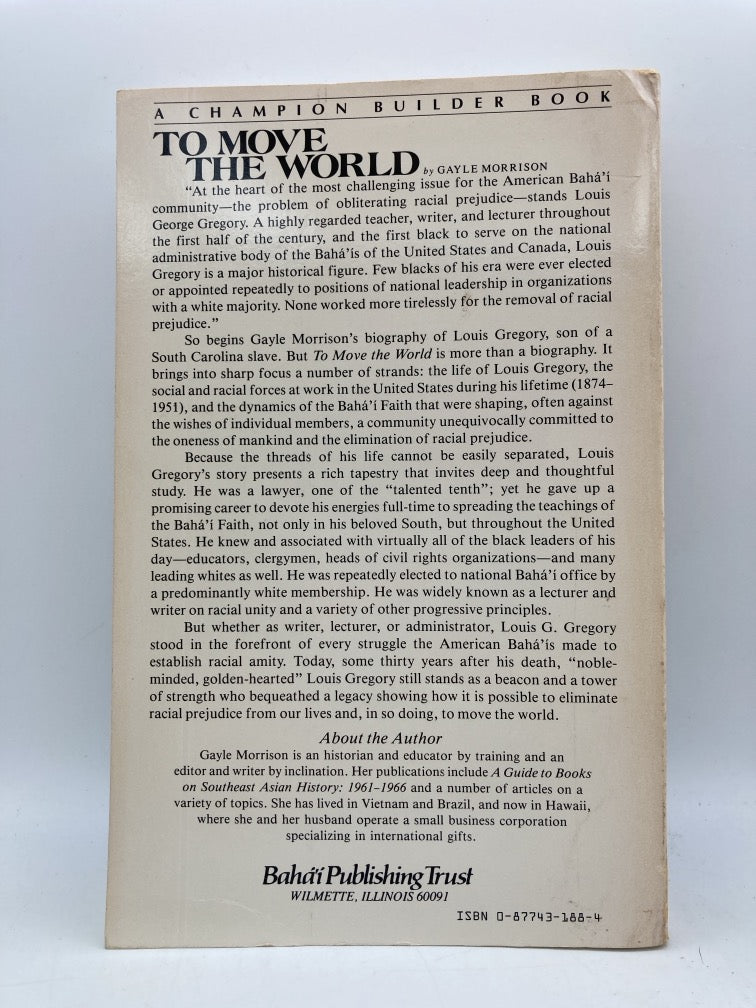 A CHAMPION BUILDER BOOK
TO MOVE
THE WORLD by GAYLE MORRISON
“At the heart of the most challenging issue for the American Bahá’í
community—the problem of obliterating racial prejudice—stands Louis
George Gregory. A highly regarded teacher, writer, and lecturer throughout
the first half of the century, and the first black to serve on the national
administrative body of the Bahá’ís of the United States and Canada, Louis
Gregory is a major historical figure. Few blacks of his era were ever elected
or appointed repeatedly to positions of national leadership in organizations
with a white majority. None worked more tirelessly for the removal of racial
prejudice.”
So begins Gayle Morrison’s biography of Louis Gregory, son of a
South Carolina slave. But To Move the World is more than a biography. It
brings into sharp focus a number of strands: the life of Louis Gregory, the
social and racial forces at work in the United States during his lifetime (1874–
1951), and the dynamics of the Bahá’í Faith that were shaping, often against
the wishes of individual members, a community unequivocally committed to
the oneness of mankind and the elimination of racial prejudice.
Because the threads of his life cannot be easily separated, Louis
Gregory’s story presents a rich tapestry that invites deep and thoughtful
study. He was a lawyer, one of the “talented tenth”; yet he gave up a
promising career to devote his energies full-time to spreading the teachings of
the Bahá’í Faith, not only in his beloved South, but throughout the United
States. He knew and associated with virtually all of the black leaders of his
day—educators, clergymen, heads of civil rights organizations—and many
leading whites as well. He was repeatedly elected to national Bahá’í office by
a predominantly white membership. He was widely known as a lecturer and
writer on racial unity and a variety of other progressive principles.
But whether as writer, lecturer, or administrator, Louis G. Gregory
stood in the forefront of every struggle the American Bahá’ís made to
establish racial amity. Today, some thirty years after his death, “noble-
minded, golden-hearted” Louis Gregory still stands as a beacon and a tower
of strength who bequeathed a legacy showing how it is possible to eliminate
racial prejudice from our lives and, in so doing, to move the world.
About the Author
Gayle Morrison is an historian and educator by training and an
editor and writer by inclination. Her publications include A Guide to Books
on Southeast Asian History: 1961–1966 and a number of articles on a
variety of topics. She has lived in Vietnam and Brazil, and now in Hawaii,
where she and her husband operate a small business corporation
specializing in international gifts.
Bahá’í Publishing Trust
WILMETTE, ILLINOIS 60091
ISBN 0-87743-188-4